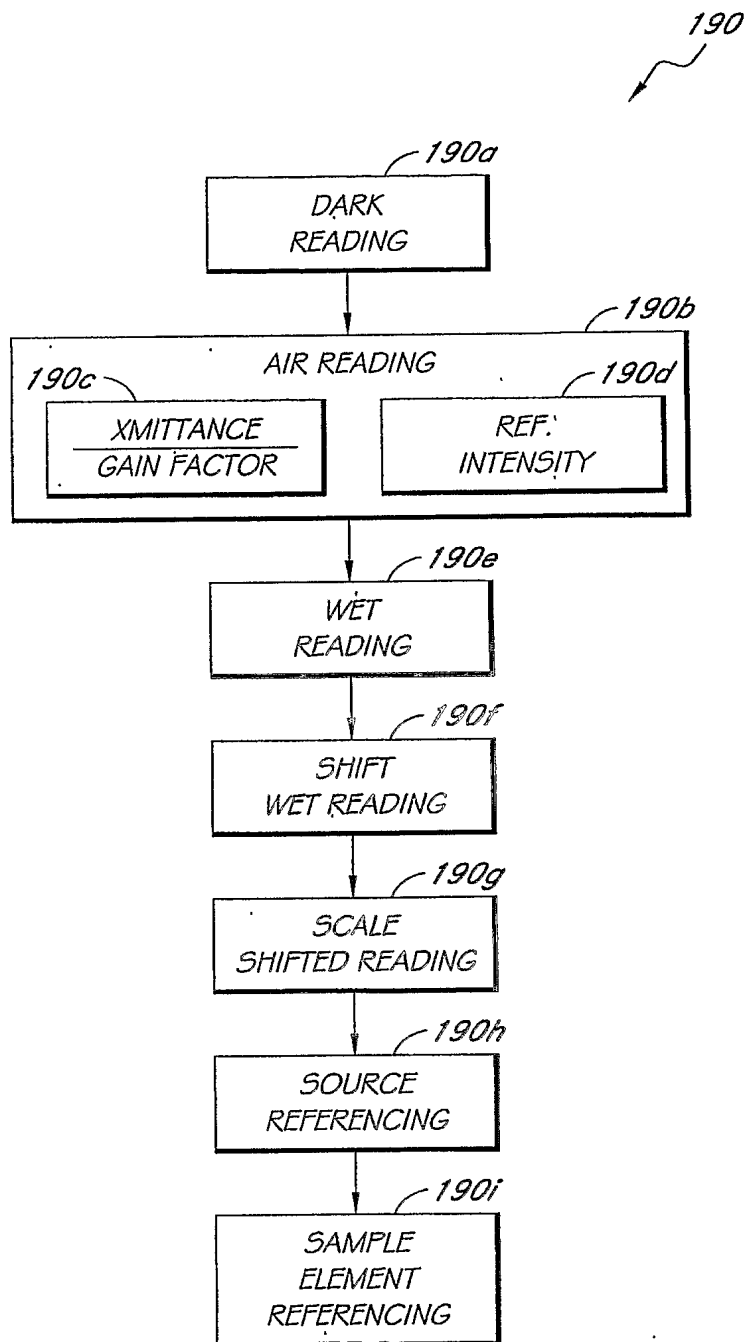 190
190a
DARK
READING
190b
AIR READING
190c
XMITTANCE
GAIN FACTOR
190d
REF.
INTENSITY
190e
WET
READING
190f
SHIFT
WET READING
190g
SCALE
SHIFTED READING
190h
SOURCE
REFERENCING
190i
SAMPLE
ELEMENT
REFERENCING